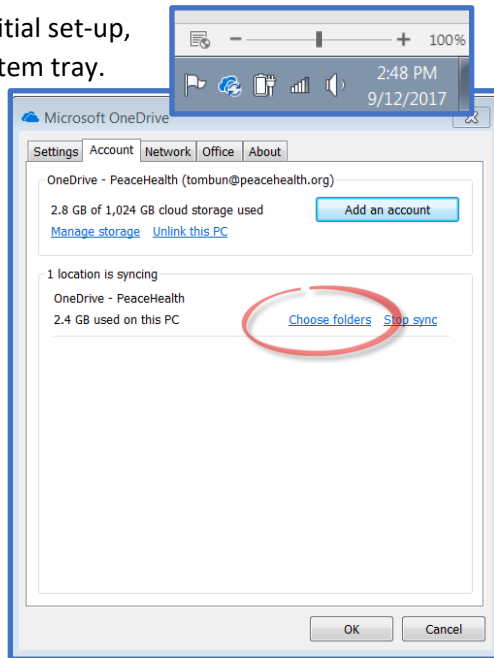 itial set-up,
tem tray.
100%
2:48 PM
9/12/2017
Microsoft OneDrive
Settings Account Network Office About
OneDrive - PeaceHealth (tombun@peacehealth.org)
2.8 GB of 1,024 GB cloud storage used Add an account
Manage storage Unlink this PC
1 location is syncing
OneDrive - PeaceHealth
2.4 GB used on this PC Choose folders Stop sync
OK Cancel